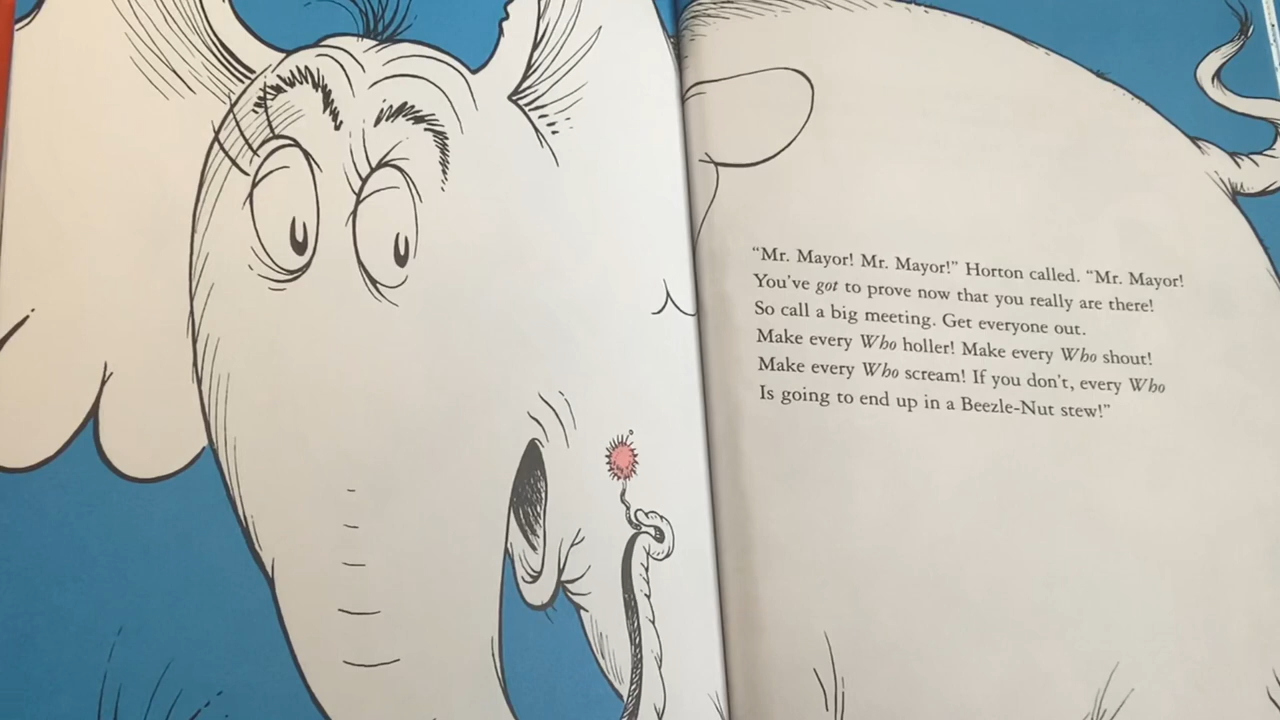 “Mr. Mayor! Mr. Mayor!” Horton called. “Mr. Mayor!
You’ve got to prove now that you really are there!
So call a big meeting. Get everyone out.
Make every Who holler! Make every Who shout!
Make every Who scream! If you don’t, every Who
Is going to end up in a Beezle-Nut stew!”